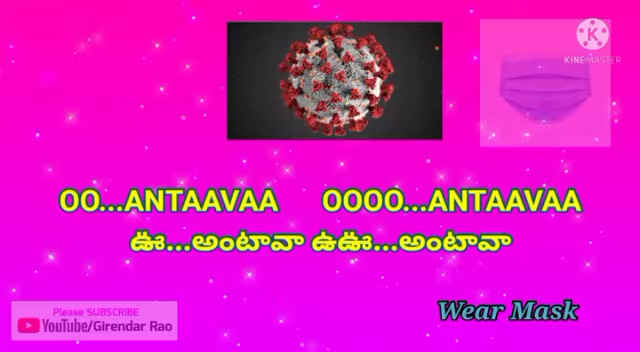 K
KINEMASTER
OO...ANTAAVAA OOOO...ANTAAVAA
ఊ...అంటావా ఉఊ...అంటావా
Wear Mask
Please SUBSCRIBE
YouTube/Girendar Rao